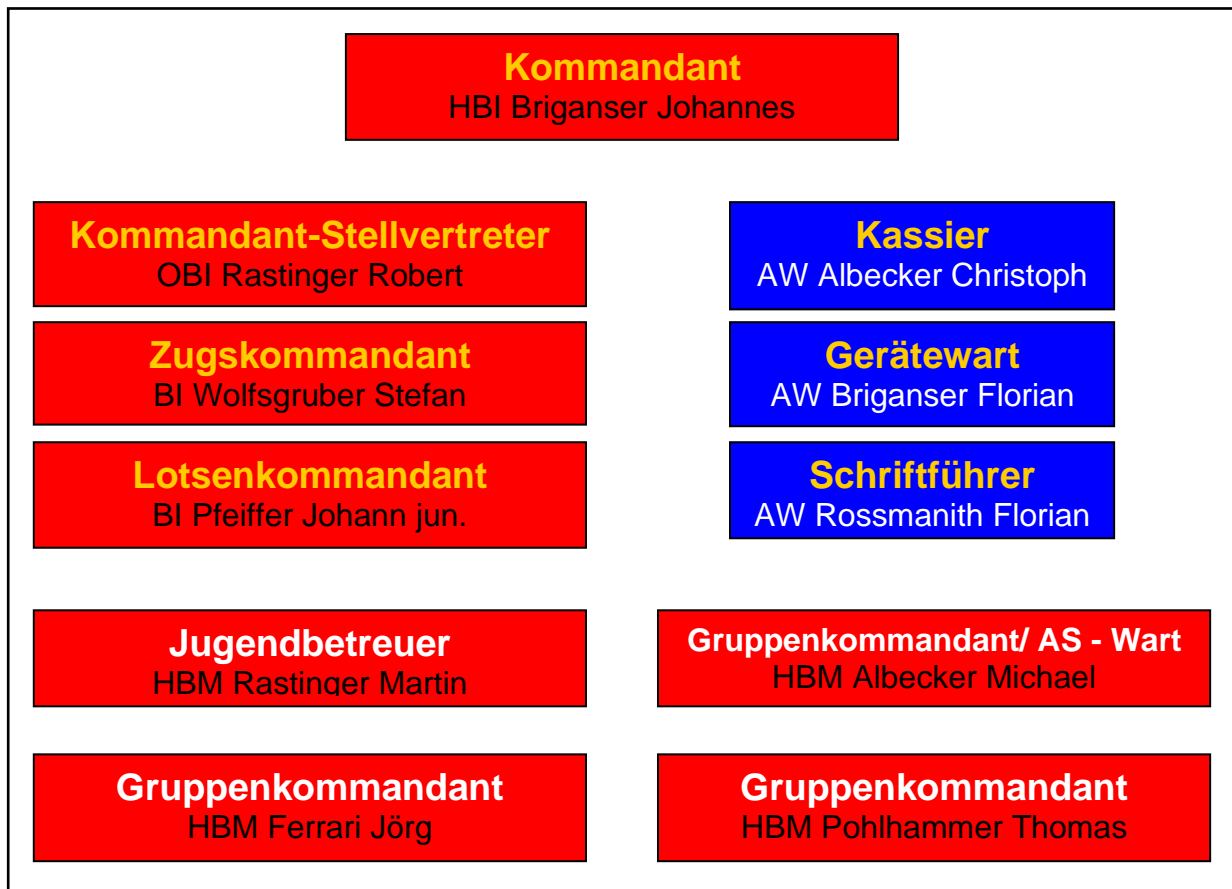 Kommandant
HBI Briganser Johannes
Kommandant-Stellvertreter
OBI Rastinger Robert
Kassier
AW Albecker Christoph
Zugskommandant
BI Wolfsgruber Stefan
Gerätewart
AW Briganser Florian
Lotsenkommandant
BI Pfeiffer Johann jun.
Schriftführer
AW Rossmanith Florian
Jugendbetreuer
HBM Rastinger Martin
Gruppenkommandant/ AS - Wart
HBM Albecker Michael
Gruppenkommandant
HBM Ferrari Jörg
Gruppenkommandant
HBM Pohlhammer Thomas